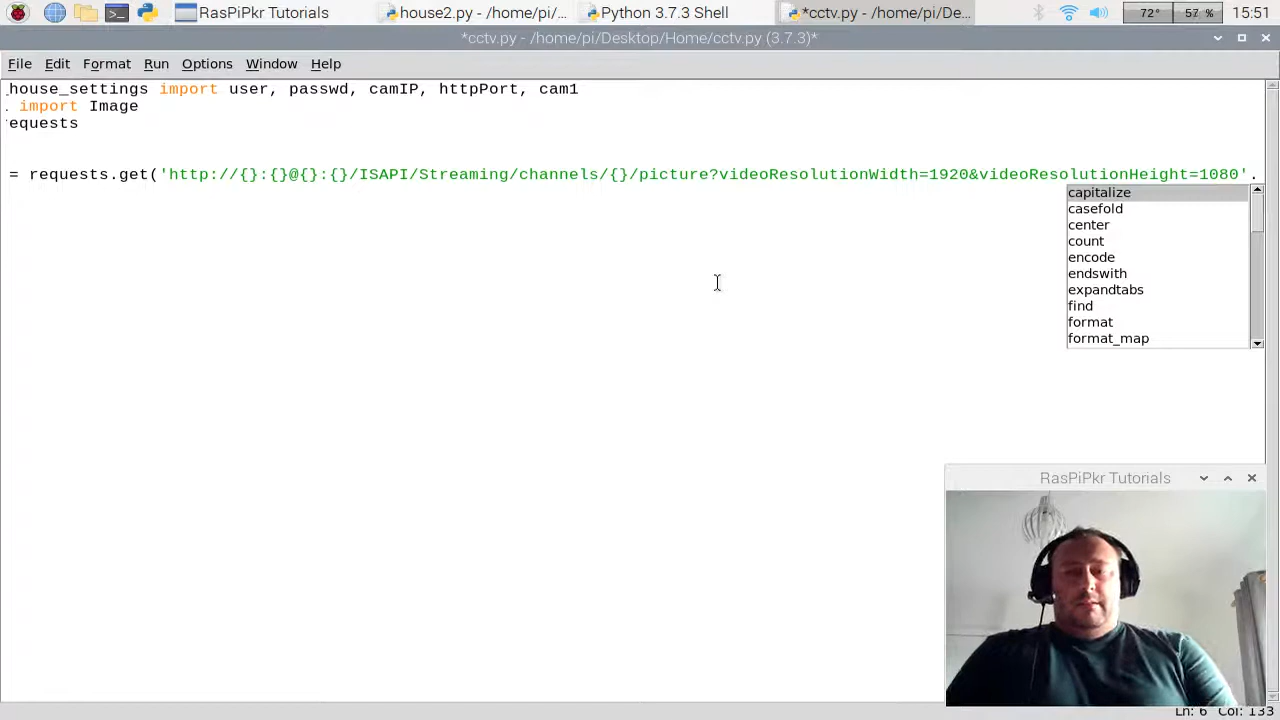 RasPiPkr Tutorials
house2.py - /home/pi/...
Python 3.7.3 Shell
*cctv.py - /home/pi/De...
72°
57 %
15:51
*cctv.py - /home/pi/Desktop/Home/cctv.py (3.7.3)*
File Edit Format Run Options Window Help
_house_settings import user, passwd, camIP, httpPort, cam1
. import Image
requests
= requests.get('http://{}:{}@{}:{}/ISAPI/Streaming/channels/{}/picture?videoResolutionWidth=1920&videoResolutionHeight=1080'.
capitalize
casefold
center
count
encode
endswith
expandtabs
find
format
format_map
RasPiPkr Tutorials
Ln: 6 Col: 133